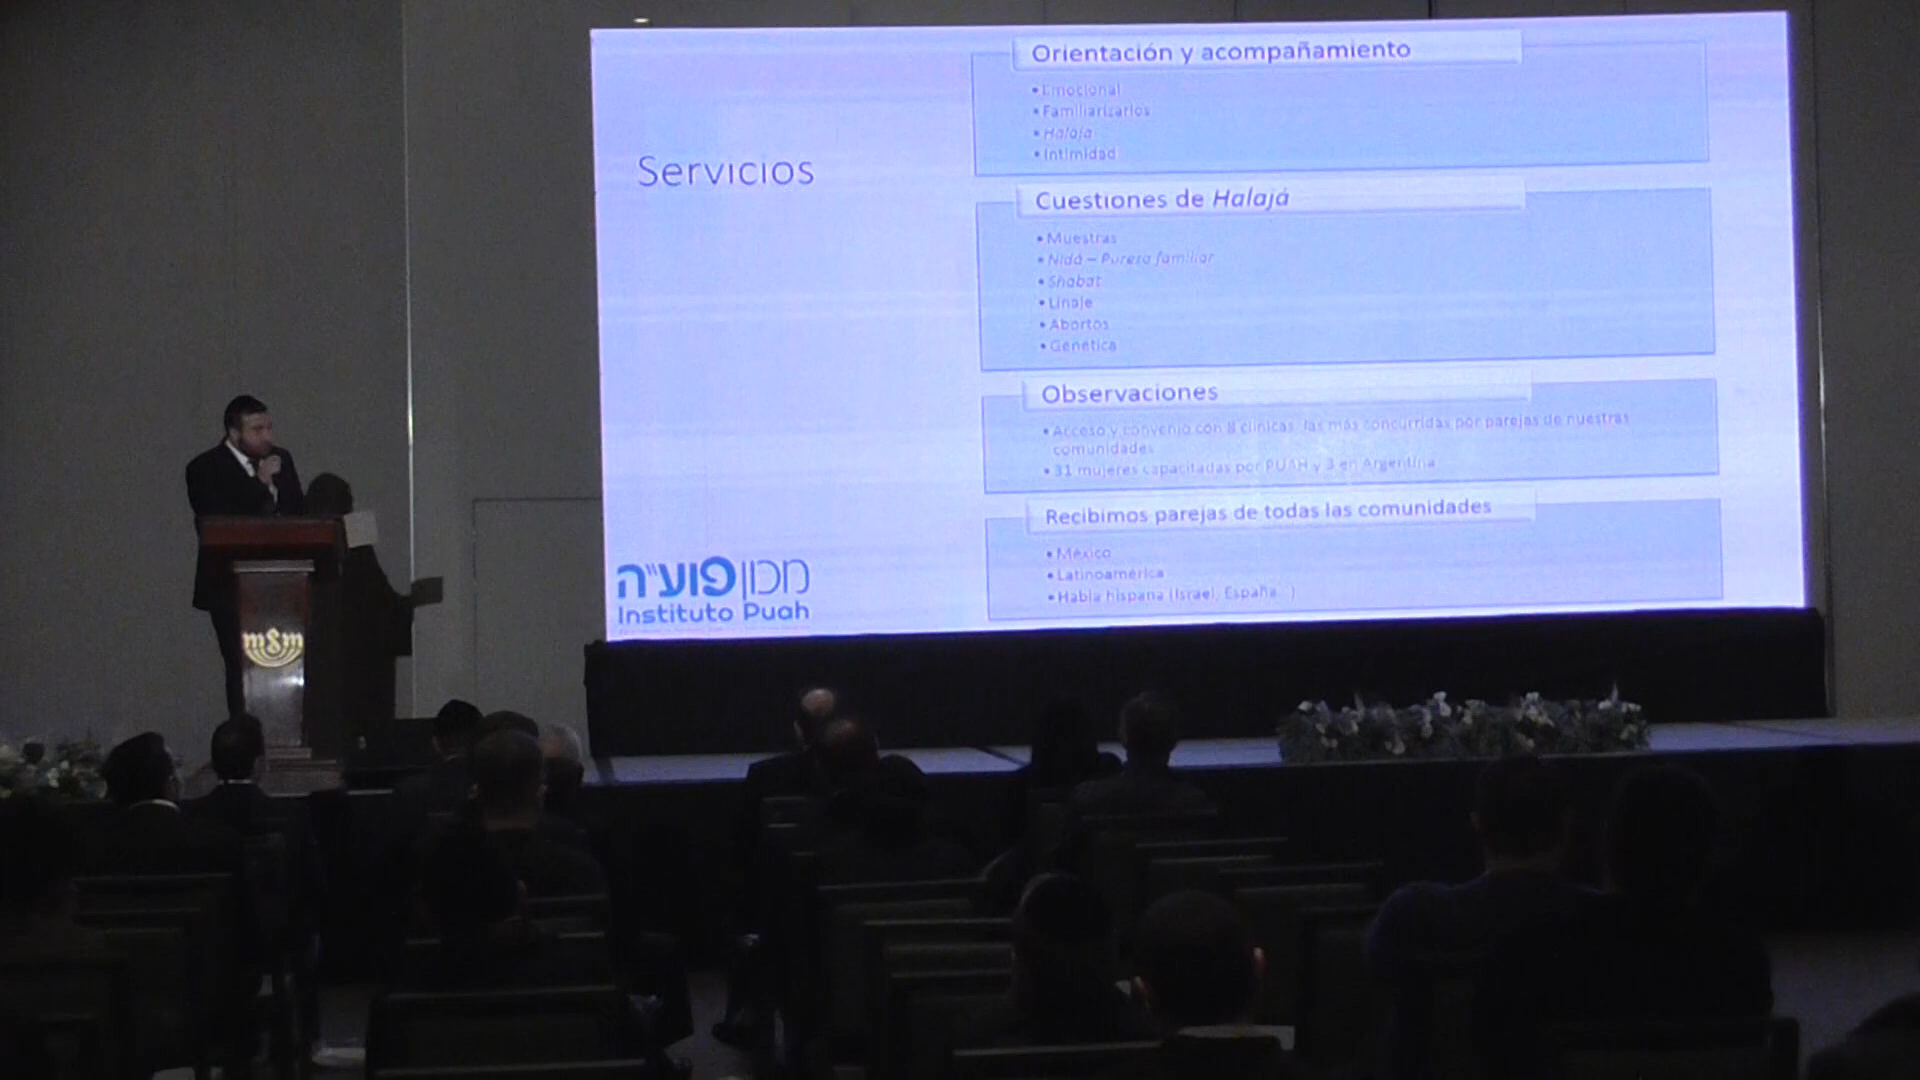 Servicios
Orientación y acompañamiento
• Emocional
• Familiarizarlos
• Halajá
• Intimidad
Cuestiones de Halajá
• Muestras
• Nidá – Pureza familiar
• Shabat
• Linaje
• Abortos
• Genética
Observaciones
• Acceso y convenio con 8 clínicas, las más concurridas por parejas de nuestras
comunidades
• 31 mujeres capacitadas por PUAH y 3 en Argentina
Recibimos parejas de todas las comunidades
• México
• Latinoamérica
• Habla hispana (Israel, España...)
מכון פוע"ה
Instituto Puah